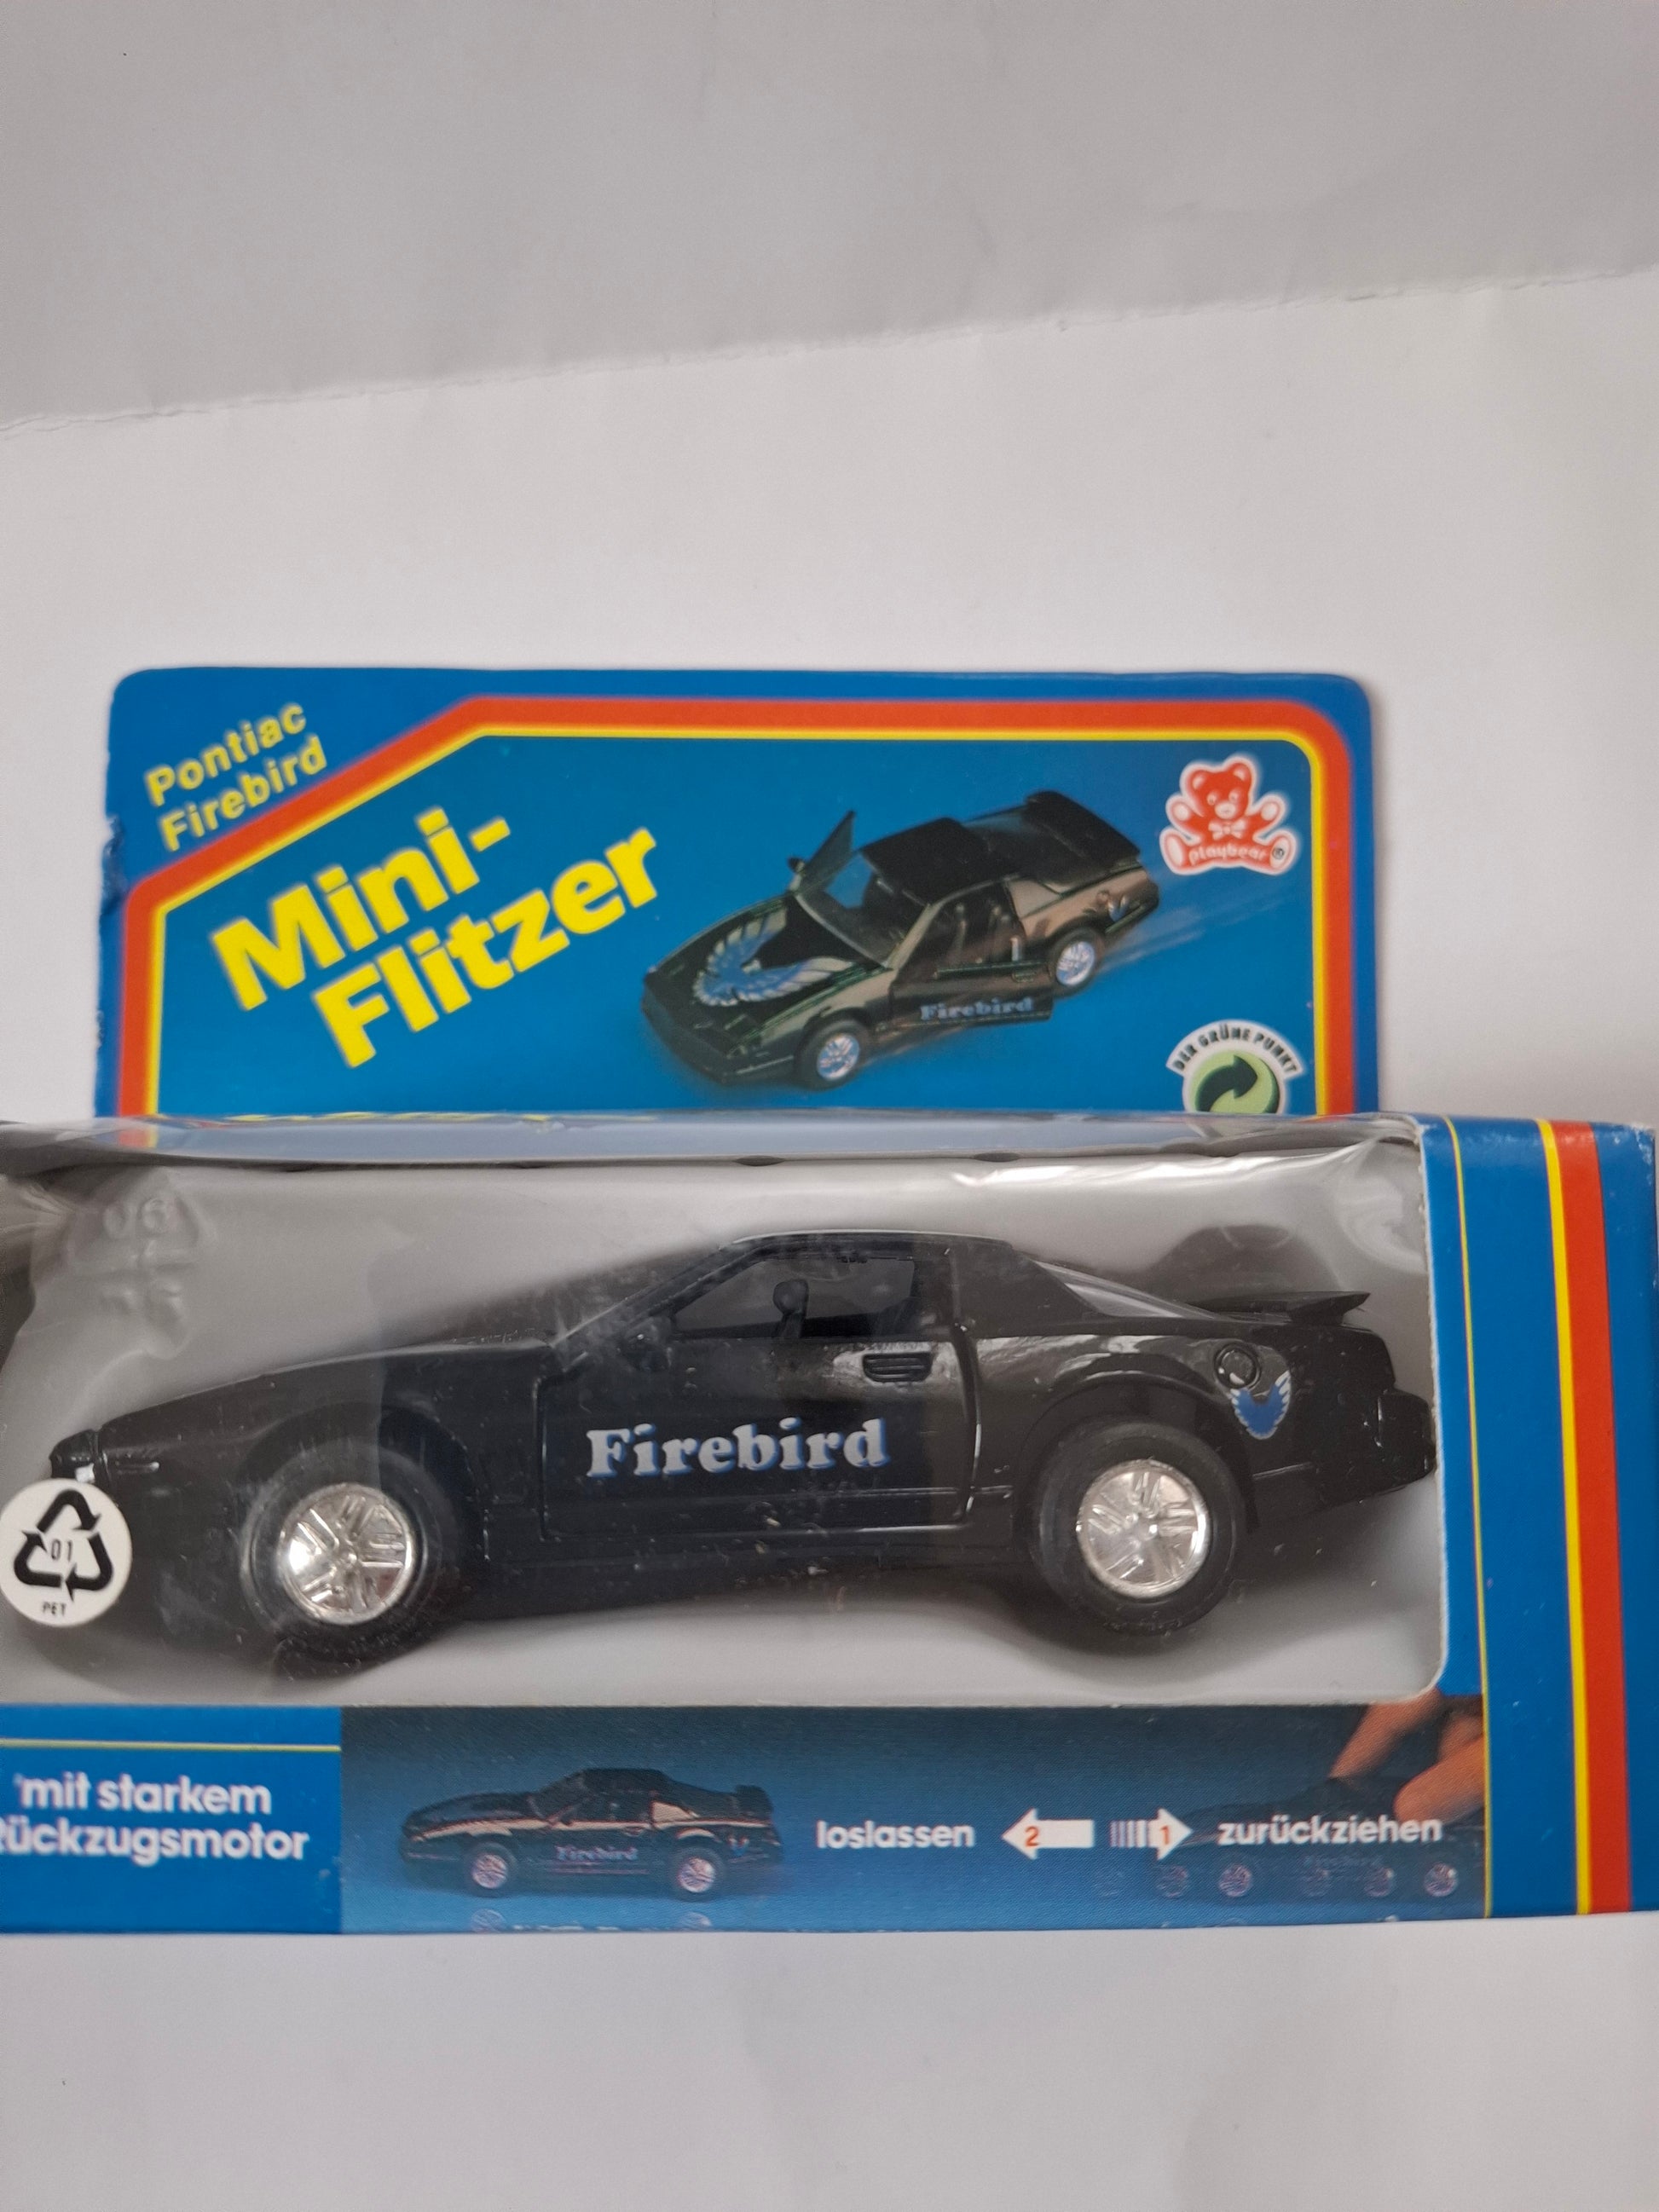 Pontiac
Firebird
Mini-
Flitzer
playbear ®
Firebird
DER GRÜNE PUNKT
06
Firebird
01
PET
mit starkem
Rückzugsmotor
Firebird
loslassen 2 1 zurückziehen